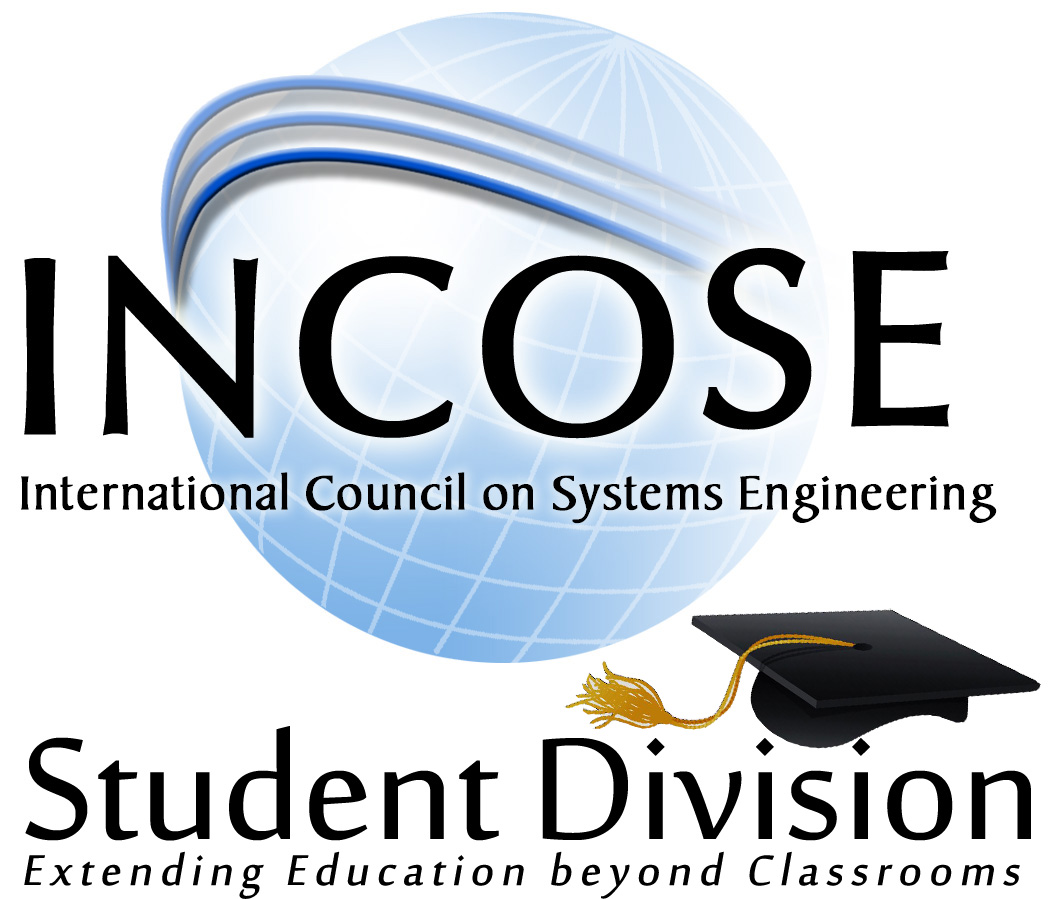 INCOSE
International Council on Systems Engineering
Student Division
Extending Education beyond Classrooms